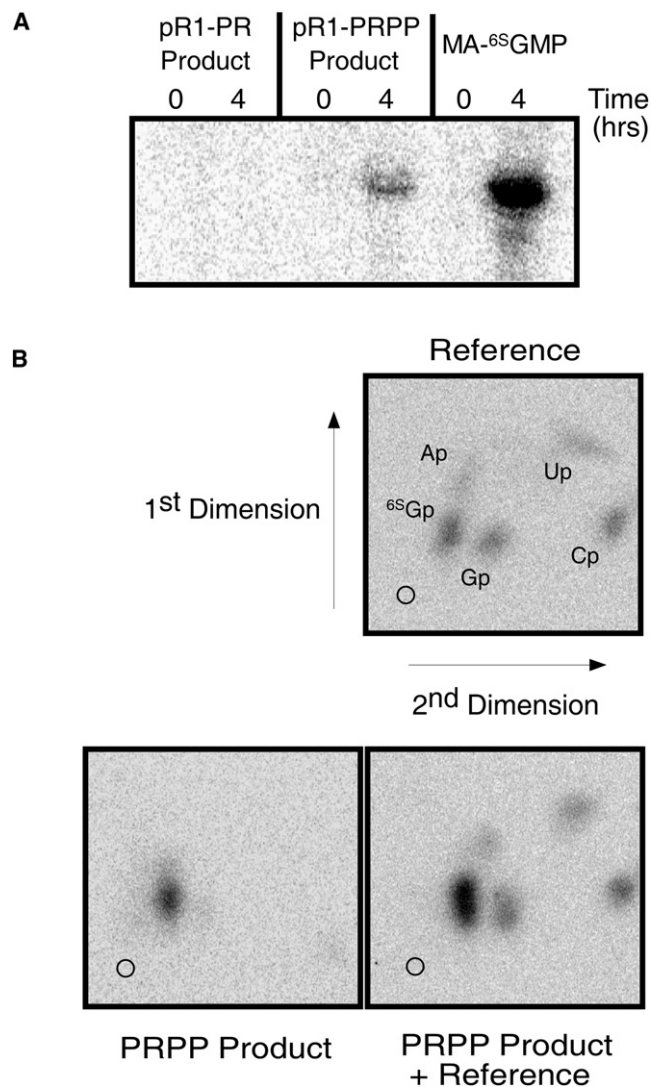 A
pR1-PR
Product
pR1-PRPP
Product
MA-⁶ˢGMP
0 4 0 4 0 4
Time
(hrs)
B
Reference
1st Dimension
Ap
Up
⁶ˢGp
Gp
Cp
2nd Dimension
PRPP Product
PRPP Product
+ Reference